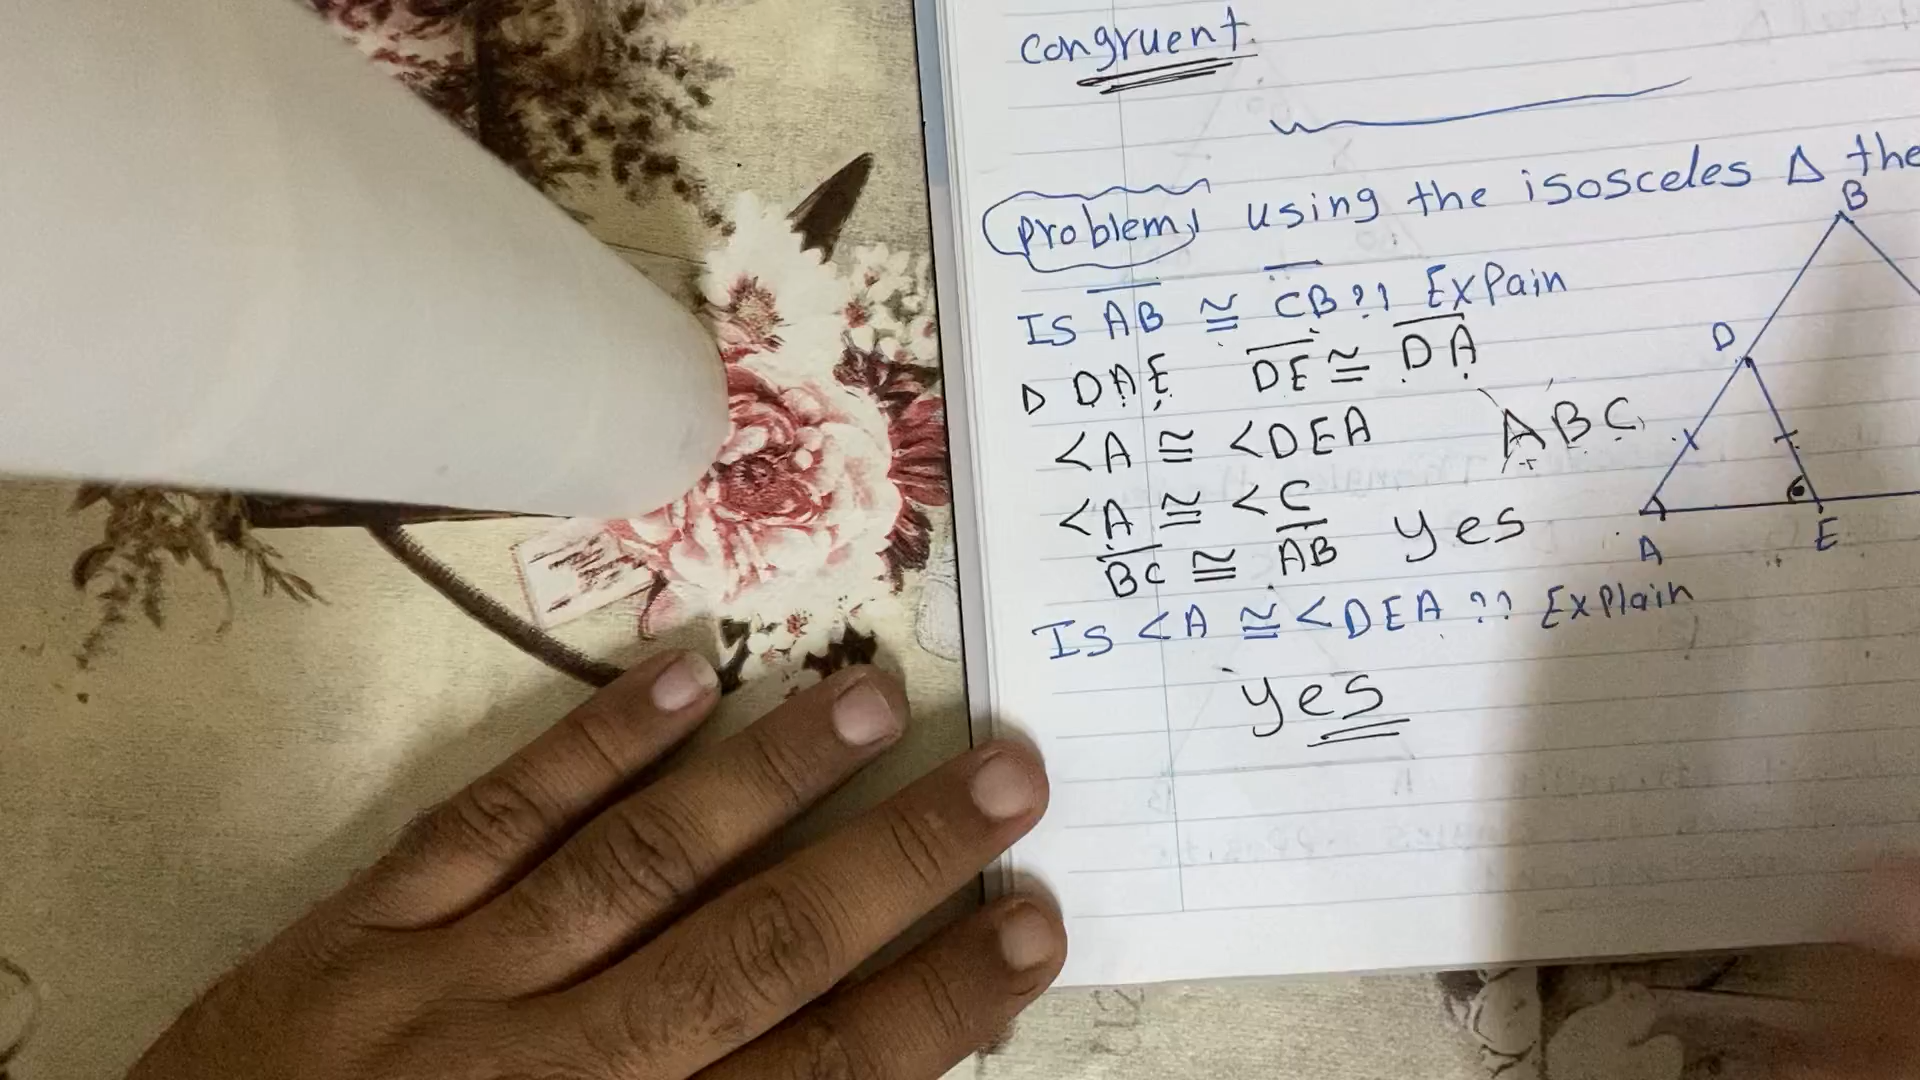 congruent.
Problem, using the isosceles Δ the
Is AB ≅ CB?? ExPain
B
D
A
E
Δ DAE DE ≅ DA
<A ≅ <DEA ABC
<A ≅ <C
BC ≅ AB yes
Is <A ≅ <DEA ?? Explain
yes